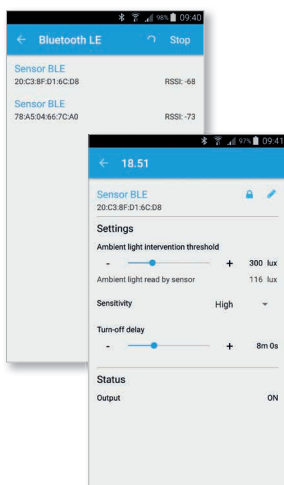 98% 09:40
← Bluetooth LE Stop
Sensor BLE
20:C3:8F:D1:6C:D8 RSSI: -68
Sensor BLE
78:A5:04:66:7C:A0 RSSI: -73
97% 09:41
← 18.51
Sensor BLE
20:C3:8F:D1:6C:D8
Settings
Ambient light intervention threshold
- + 300 lux
Ambient light read by sensor 116 lux
Sensitivity High
Turn-off delay
- + 8m 0s
Status
Output ON